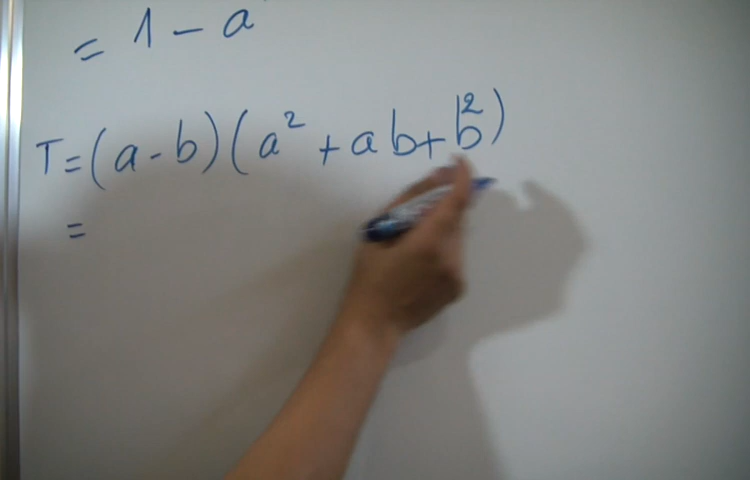 = 1 - a
T = (a - b)(a² + ab + b²)
=